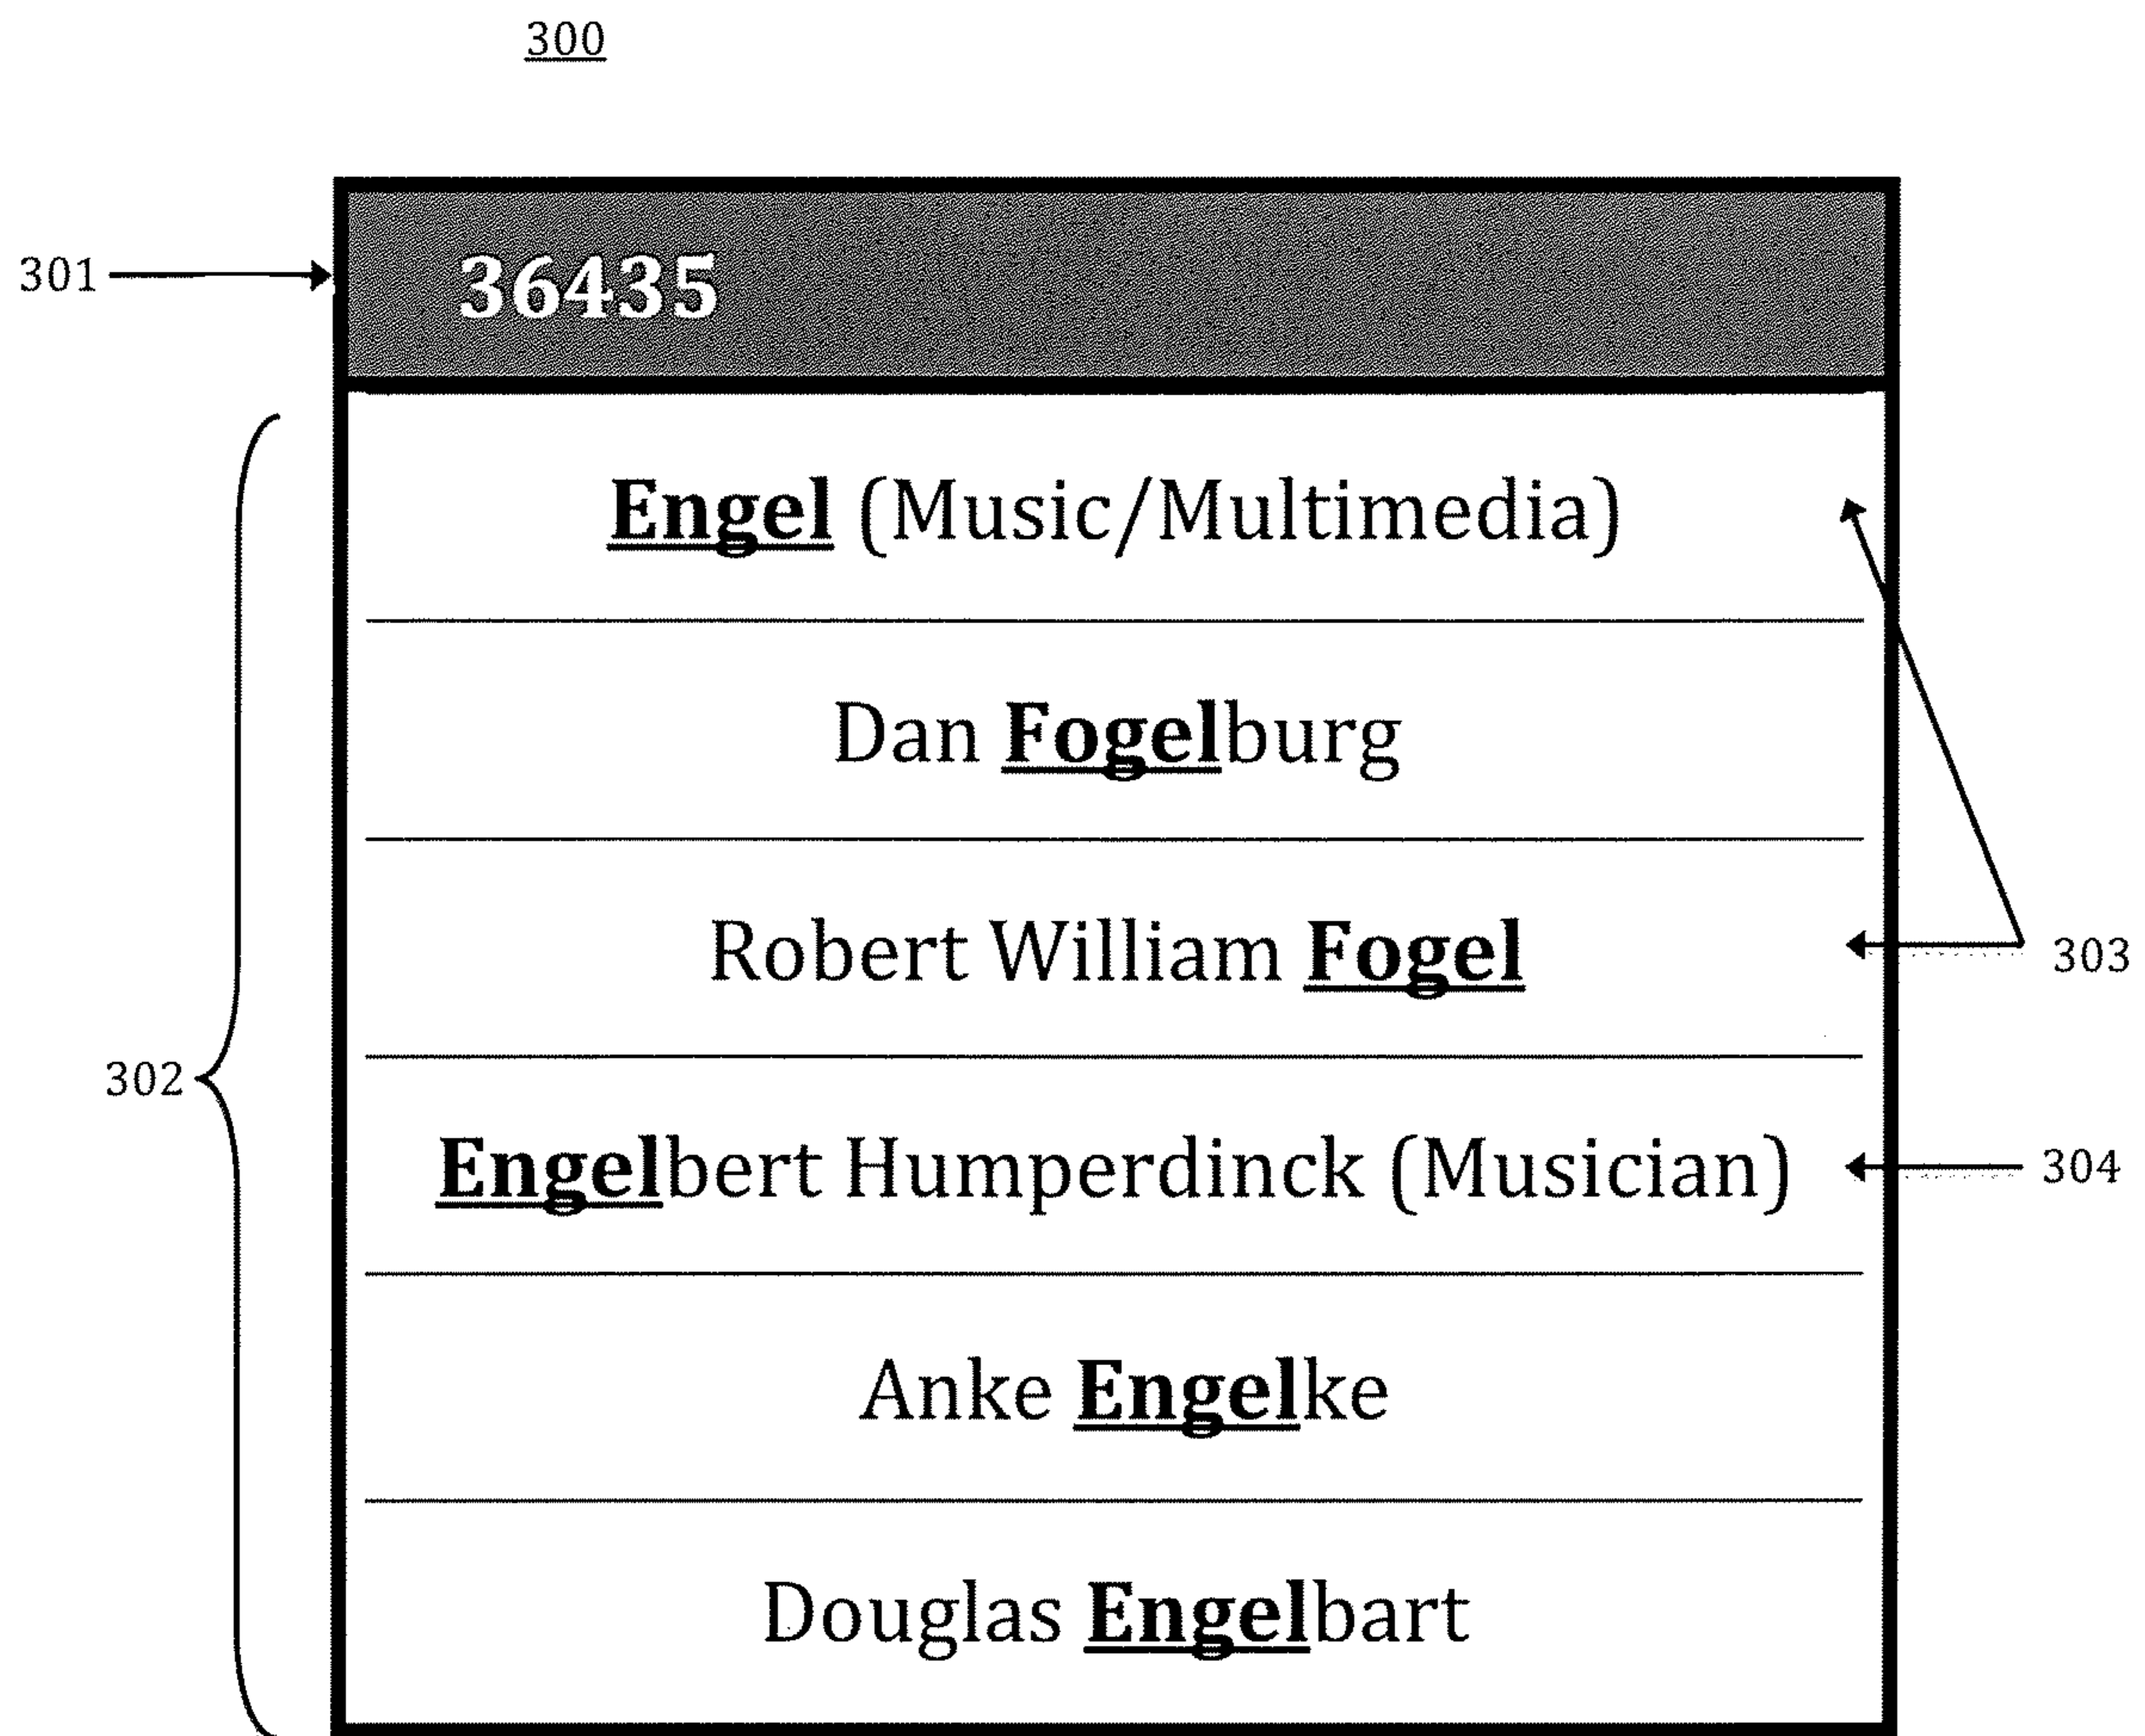 300
301
36435
Engel (Music/Multimedia)
Dan Fogelburg
Robert William Fogel
303
302
Engelbert Humperdinck (Musician)
304
Anke Engelke
Douglas Engelbart